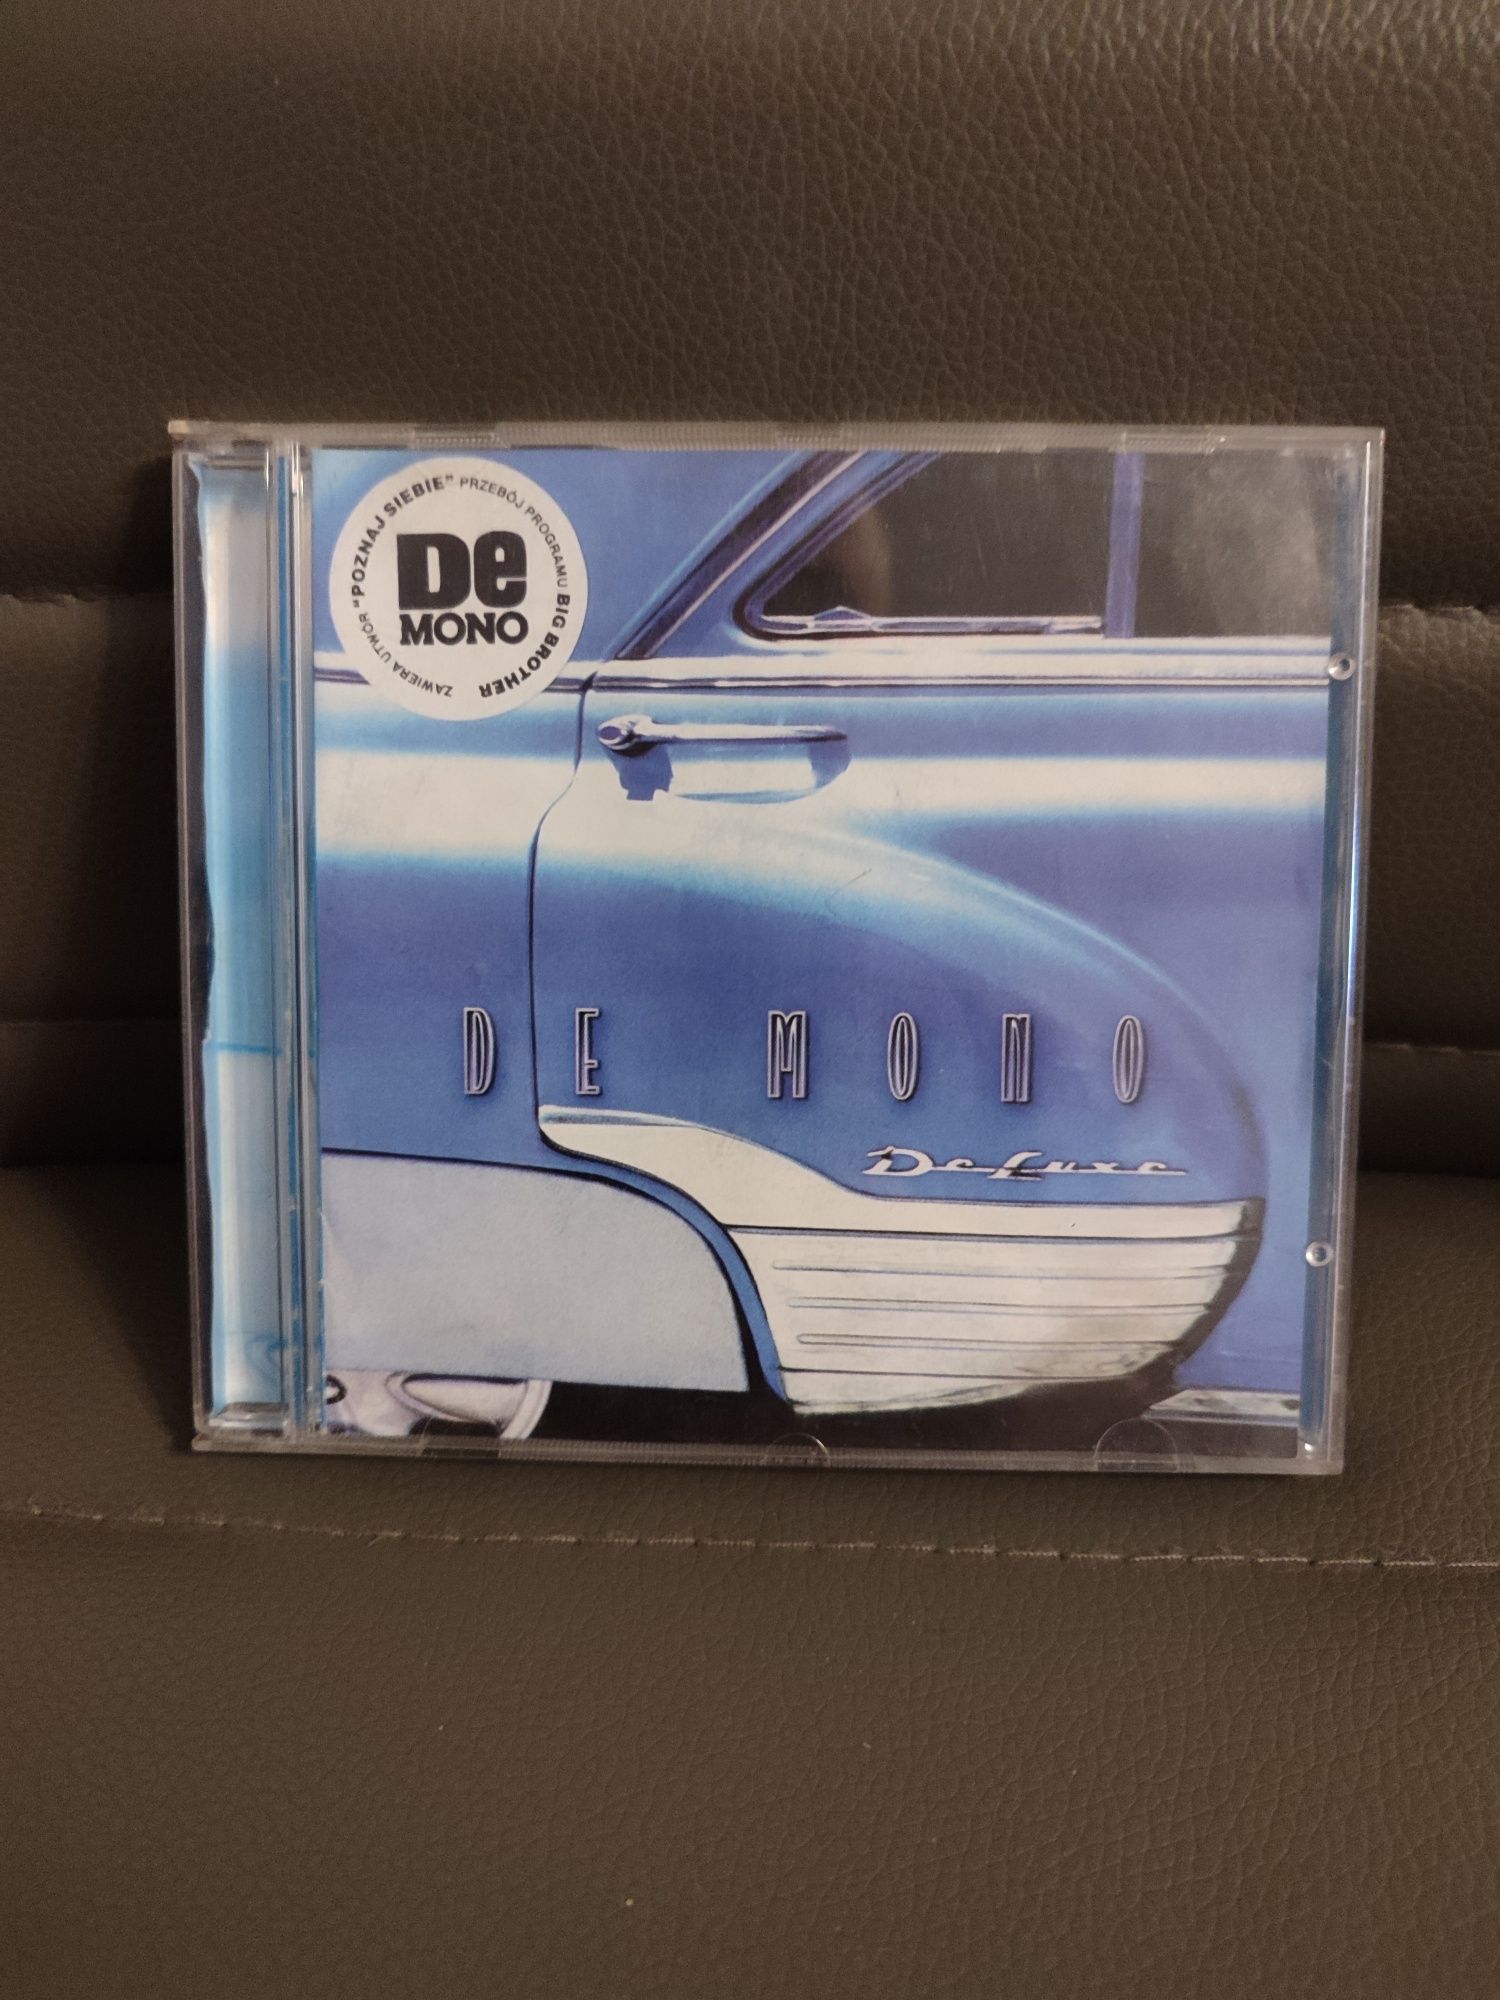 ZAWIERA UTWÓR "POZNAJ SIEBIE" PRZEBÓJ PROGRAMU BIG BROTHER
De
MONO
DE MONO
DeLuxe